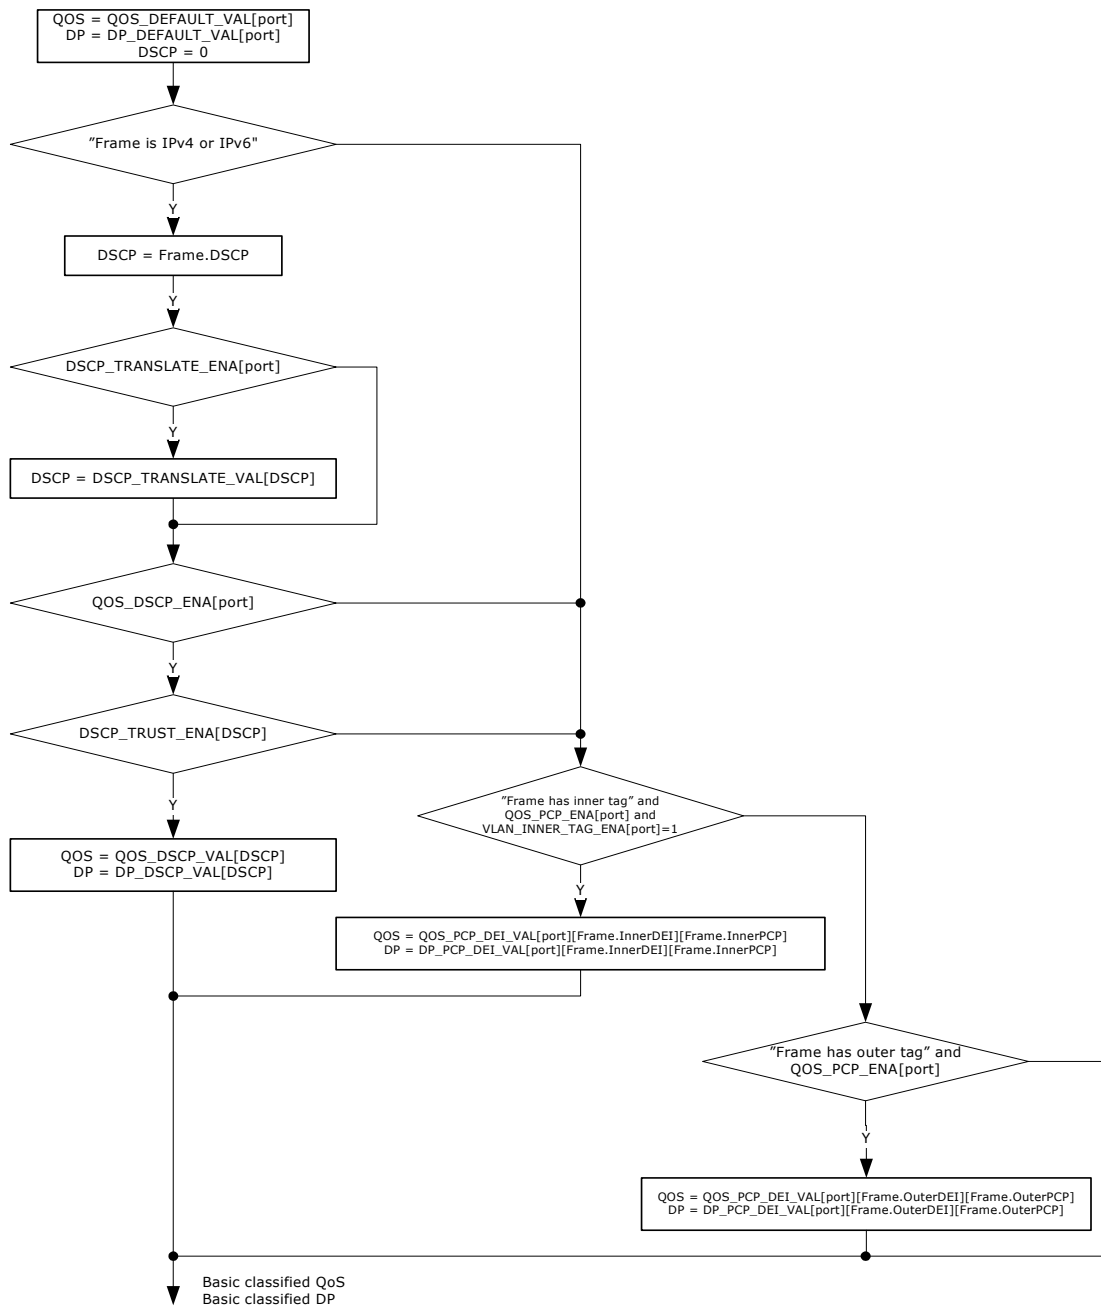 QOS = QOS_DEFAULT_VAL[port]
DP = DP_DEFAULT_VAL[port]
DSCP = 0
”Frame is IPv4 or IPv6"
Y
DSCP = Frame.DSCP
Y
DSCP_TRANSLATE_ENA[port]
Y
DSCP = DSCP_TRANSLATE_VAL[DSCP]
QOS_DSCP_ENA[port]
Y
DSCP_TRUST_ENA[DSCP]
Y
QOS = QOS_DSCP_VAL[DSCP]
DP = DP_DSCP_VAL[DSCP]
”Frame has inner tag” and
QOS_PCP_ENA[port] and
VLAN_INNER_TAG_ENA[port]=1
Y
QOS = QOS_PCP_DEI_VAL[port][Frame.InnerDEI][Frame.InnerPCP]
DP = DP_PCP_DEI_VAL[port][Frame.InnerDEI][Frame.InnerPCP]
”Frame has outer tag” and
QOS_PCP_ENA[port]
Y
QOS = QOS_PCP_DEI_VAL[port][Frame.OuterDEI][Frame.OuterPCP]
DP = DP_PCP_DEI_VAL[port][Frame.OuterDEI][Frame.OuterPCP]
Basic classified QoS
Basic classified DP